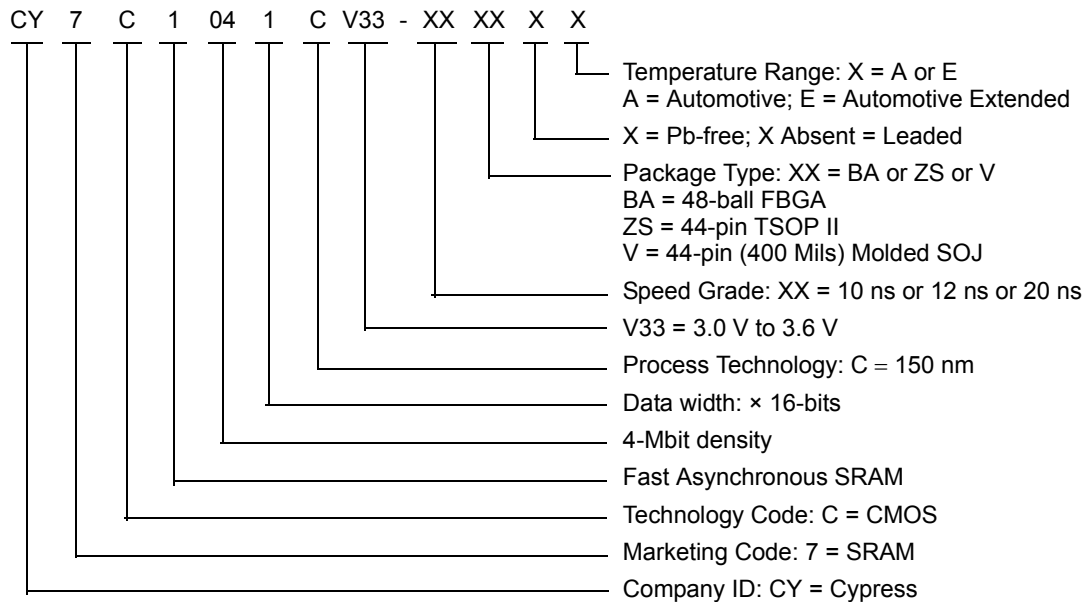 CY 7 C 1 04 1 C V33 - XX XX X X
Temperature Range: X = A or E
A = Automotive; E = Automotive Extended
X = Pb-free; X Absent = Leaded
Package Type: XX = BA or ZS or V
BA = 48-ball FBGA
ZS = 44-pin TSOP II
V = 44-pin (400 Mils) Molded SOJ
Speed Grade: XX = 10 ns or 12 ns or 20 ns
V33 = 3.0 V to 3.6 V
Process Technology: C = 150 nm
Data width: × 16-bits
4-Mbit density
Fast Asynchronous SRAM
Technology Code: C = CMOS
Marketing Code: 7 = SRAM
Company ID: CY = Cypress